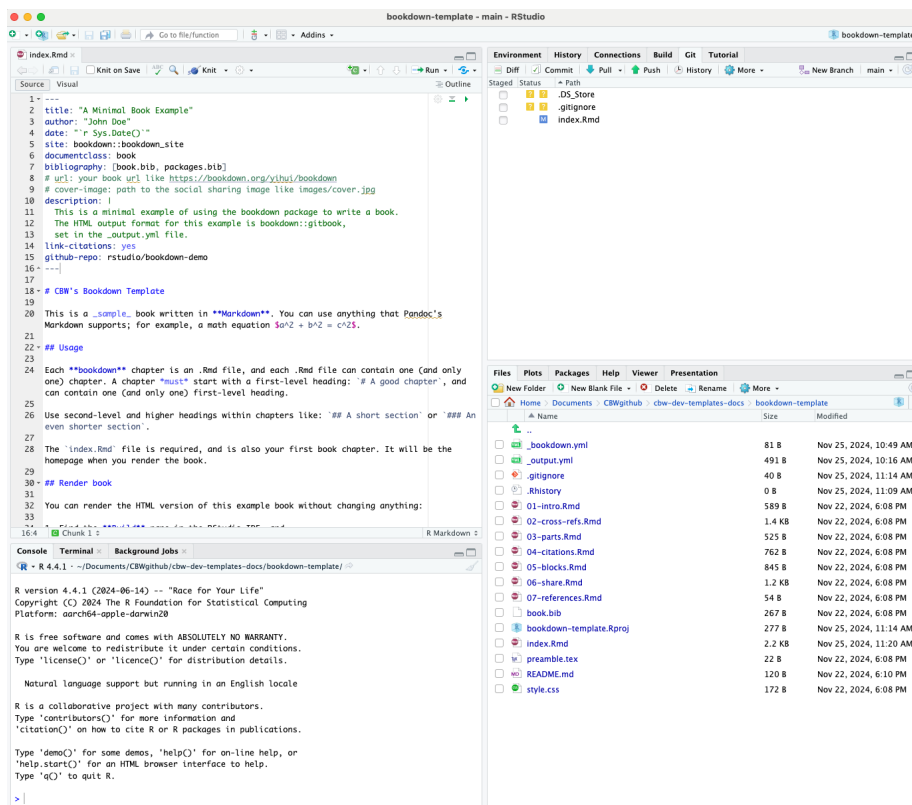 bookdown-template - main - RStudio
Go to file/function
Addins
bookdown-template
index.Rmd
Knit on Save
Knit
Run
Source
Visual
Outline
1 ---
2 title: "A Minimal Book Example"
3 author: "John Doe"
4 date: "`r Sys.Date()`"
5 site: bookdown::bookdown_site
6 documentclass: book
7 bibliography: [book.bib, packages.bib]
8 # url: your book url like https://bookdown.org/yihui/bookdown
9 # cover-image: path to the social sharing image like images/cover.jpg
10 description: |
11 This is a minimal example of using the bookdown package to write a book.
12 The HTML output format for this example is bookdown::gitbook,
13 set in the _output.yml file.
14 link-citations: yes
15 github-repo: rstudio/bookdown-demo
16 ---
17
18 # CBW's Bookdown Template
19
20 This is a _sample_ book written in **Markdown**. You can use anything that Pandoc's
Markdown supports; for example, a math equation $a^2 + b^2 = c^2$.
21
22 ## Usage
23
24 Each **bookdown** chapter is an .Rmd file, and each .Rmd file can contain one (and only
one) chapter. A chapter *must* start with a first-level heading: `# A good chapter`, and
can contain one (and only one) first-level heading.
25
26 Use second-level and higher headings within chapters like: `## A short section` or `### An
even shorter section`.
27
28 The `index.Rmd` file is required, and is also your first book chapter. It will be the
homepage when you render the book.
29
30 ## Render book
31
32 You can render the HTML version of this example book without changing anything:
33
16:4 Chunk 1 R Markdown
Console Terminal Background Jobs
R 4.4.1 · ~/Documents/CBWgithub/cbw-dev-templates-docs/bookdown-template/
R version 4.4.1 (2024-06-14) -- "Race for Your Life"
Copyright (C) 2024 The R Foundation for Statistical Computing
Platform: aarch64-apple-darwin20
R is free software and comes with ABSOLUTELY NO WARRANTY.
You are welcome to redistribute it under certain conditions.
Type 'license()' or 'licence()' for distribution details.
Natural language support but running in an English locale
R is a collaborative project with many contributors.
Type 'contributors()' for more information and
'citation()' on how to cite R or R packages in publications.
Type 'demo()' for some demos, 'help()' for on-line help, or
'help.start()' for an HTML browser interface to help.
Type 'q()' to quit R.
>
Environment History Connections Build Git Tutorial
Diff Commit Pull Push History More New Branch main
Staged Status Path
? ? .DS_Store
? ? .gitignore
M index.Rmd
Files Plots Packages Help Viewer Presentation
New Folder New Blank File Delete Rename More
Home Documents CBWgithub cbw-dev-templates-docs bookdown-template
Name Size Modified
..
_bookdown.yml 81 B Nov 25, 2024, 10:49 AM
_output.yml 491 B Nov 25, 2024, 10:16 AM
.gitignore 40 B Nov 25, 2024, 11:14 AM
.Rhistory 0 B Nov 25, 2024, 11:09 AM
01-intro.Rmd 589 B Nov 22, 2024, 6:08 PM
02-cross-refs.Rmd 1.4 KB Nov 22, 2024, 6:08 PM
03-parts.Rmd 525 B Nov 22, 2024, 6:08 PM
04-citations.Rmd 762 B Nov 22, 2024, 6:08 PM
05-blocks.Rmd 845 B Nov 22, 2024, 6:08 PM
06-share.Rmd 1.2 KB Nov 22, 2024, 6:08 PM
07-references.Rmd 54 B Nov 22, 2024, 6:08 PM
book.bib 267 B Nov 22, 2024, 6:08 PM
bookdown-template.Rproj 277 B Nov 25, 2024, 11:14 AM
index.Rmd 2.2 KB Nov 25, 2024, 11:20 AM
preamble.tex 22 B Nov 22, 2024, 6:08 PM
README.md 120 B Nov 22, 2024, 6:10 PM
style.css 172 B Nov 22, 2024, 6:08 PM